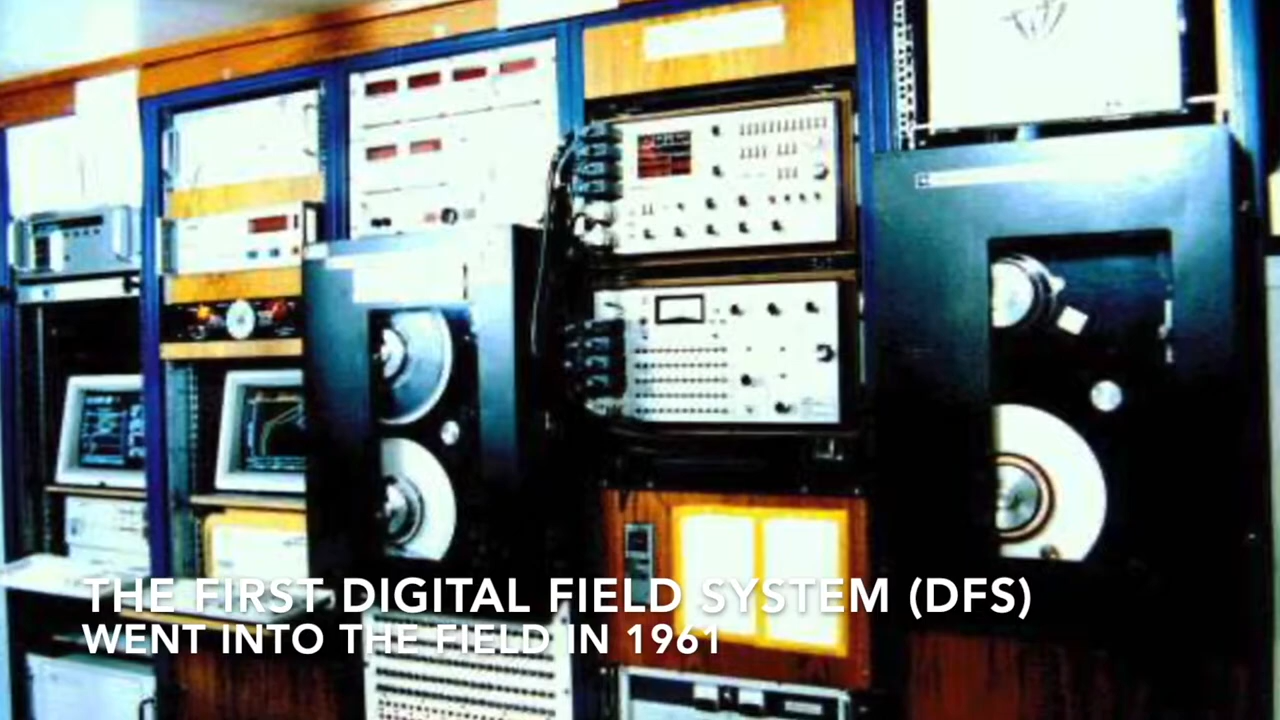 THE FIRST DIGITAL FIELD SYSTEM (DFS)
WENT INTO THE FIELD IN 1961